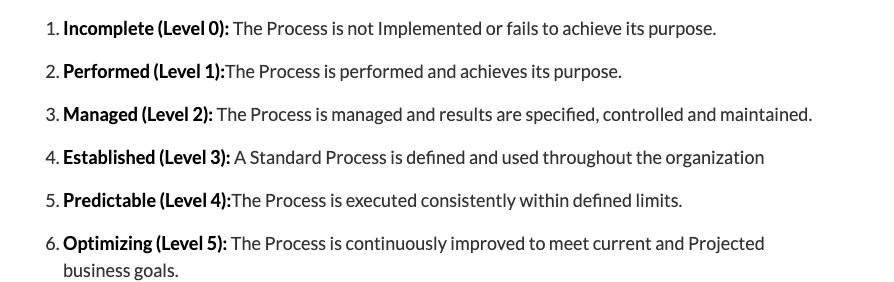 1. Incomplete (Level 0): The Process is not Implemented or fails to achieve its purpose.
2. Performed (Level 1):The Process is performed and achieves its purpose.
3. Managed (Level 2): The Process is managed and results are specified, controlled and maintained.
4. Established (Level 3): A Standard Process is defined and used throughout the organization
5. Predictable (Level 4):The Process is executed consistently within defined limits.
6. Optimizing (Level 5): The Process is continuously improved to meet current and Projected
business goals.